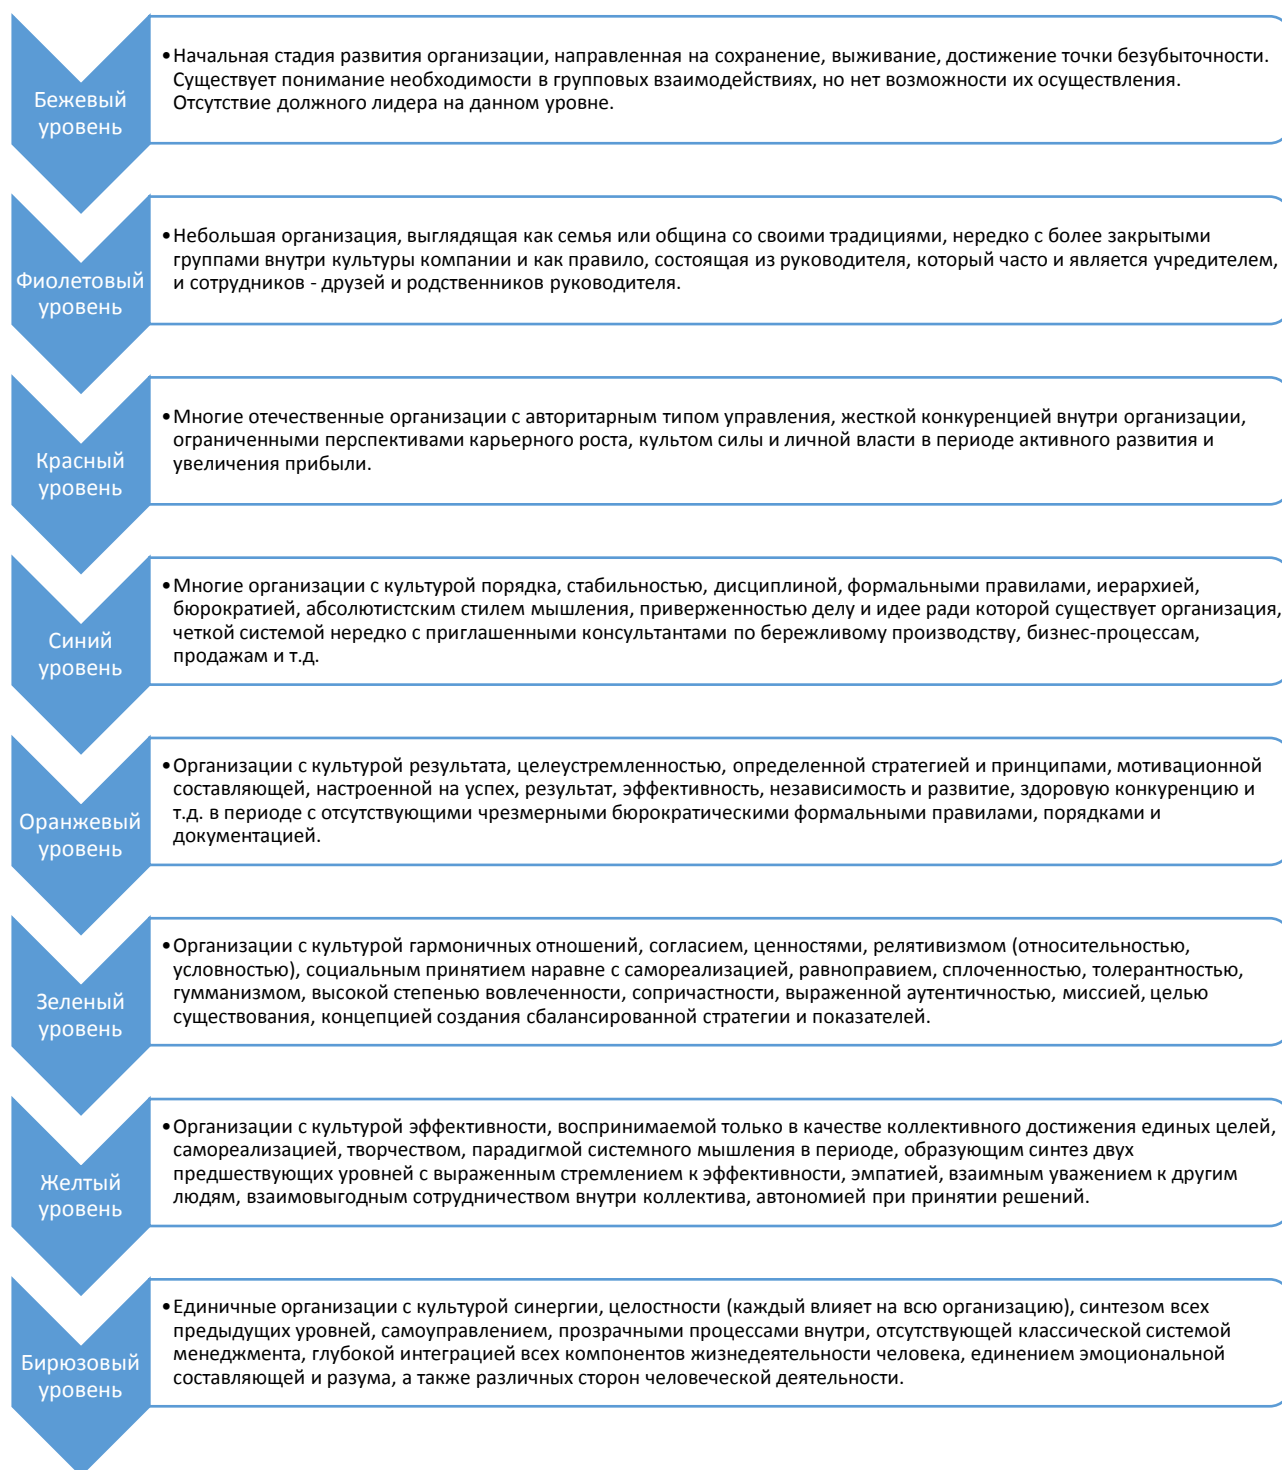 Бежевый
уровень
•Начальная стадия развития организации, направленная на сохранение, выживание, достижение точки безубыточности.
Существует понимание необходимости в групповых взаимодействиях, но нет возможности их осуществления.
Отсутствие должного лидера на данном уровне.
Фиолетовый
уровень
•Небольшая организация, выглядящая как семья или община со своими традициями, нередко с более закрытыми
группами внутри культуры компании и как правило, состоящая из руководителя, который часто и является учредителем,
и сотрудников - друзей и родственников руководителя.
Красный
уровень
•Многие отечественные организации с авторитарным типом управления, жесткой конкуренцией внутри организации,
ограниченными перспективами карьерного роста, культом силы и личной власти в периоде активного развития и
увеличения прибыли.
Синий
уровень
•Многие организации с культурой порядка, стабильностью, дисциплиной, формальными правилами, иерархией,
бюрократией, абсолютистским стилем мышления, приверженностью делу и идее ради которой существует организация,
четкой системой нередко с приглашенными консультантами по бережливому производству, бизнес-процессам,
продажам и т.д.
Оранжевый
уровень
•Организации с культурой результата, целеустремленностью, определенной стратегией и принципами, мотивационной
составляющей, настроенной на успех, результат, эффективность, независимость и развитие, здоровую конкуренцию и
т.д. в периоде с отсутствующими чрезмерными бюрократическими формальными правилами, порядками и
документацией.
Зеленый
уровень
•Организации с культурой гармоничных отношений, согласием, ценностями, релятивизмом (относительностью,
условностью), социальным принятием наравне с самореализацией, равноправием, сплоченностью, толерантностью,
гумманизмом, высокой степенью вовлеченности, сопричастности, выраженной аутентичностью, миссией, целью
существования, концепцией создания сбалансированной стратегии и показателей.
Желтый
уровень
•Организации с культурой эффективности, воспринимаемой только в качестве коллективного достижения единых целей,
самореализацией, творчеством, парадигмой системного мышления в периоде, образующим синтез двух
предшествующих уровней с выраженным стремлением к эффективности, эмпатией, взаимным уважением к другим
людям, взаимовыгодным сотрудничеством внутри коллектива, автономией при принятии решений.
Бирюзовый
уровень
•Единичные организации с культурой синергии, целостности (каждый влияет на всю организацию), синтезом всех
предыдущих уровней, самоуправлением, прозрачными процессами внутри, отсутствующей классической системой
менеджмента, глубокой интеграцией всех компонентов жизнедеятельности человека, единением эмоциональной
составляющей и разума, а также различных сторон человеческой деятельности.